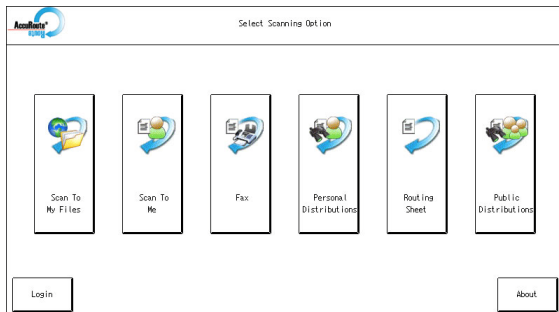 AccuRoute®
Select Scanning Option
Scan To
My Files
Scan To
Me
Fax
Personal
Distributions
Routing
Sheet
Public
Distributions
Login
About